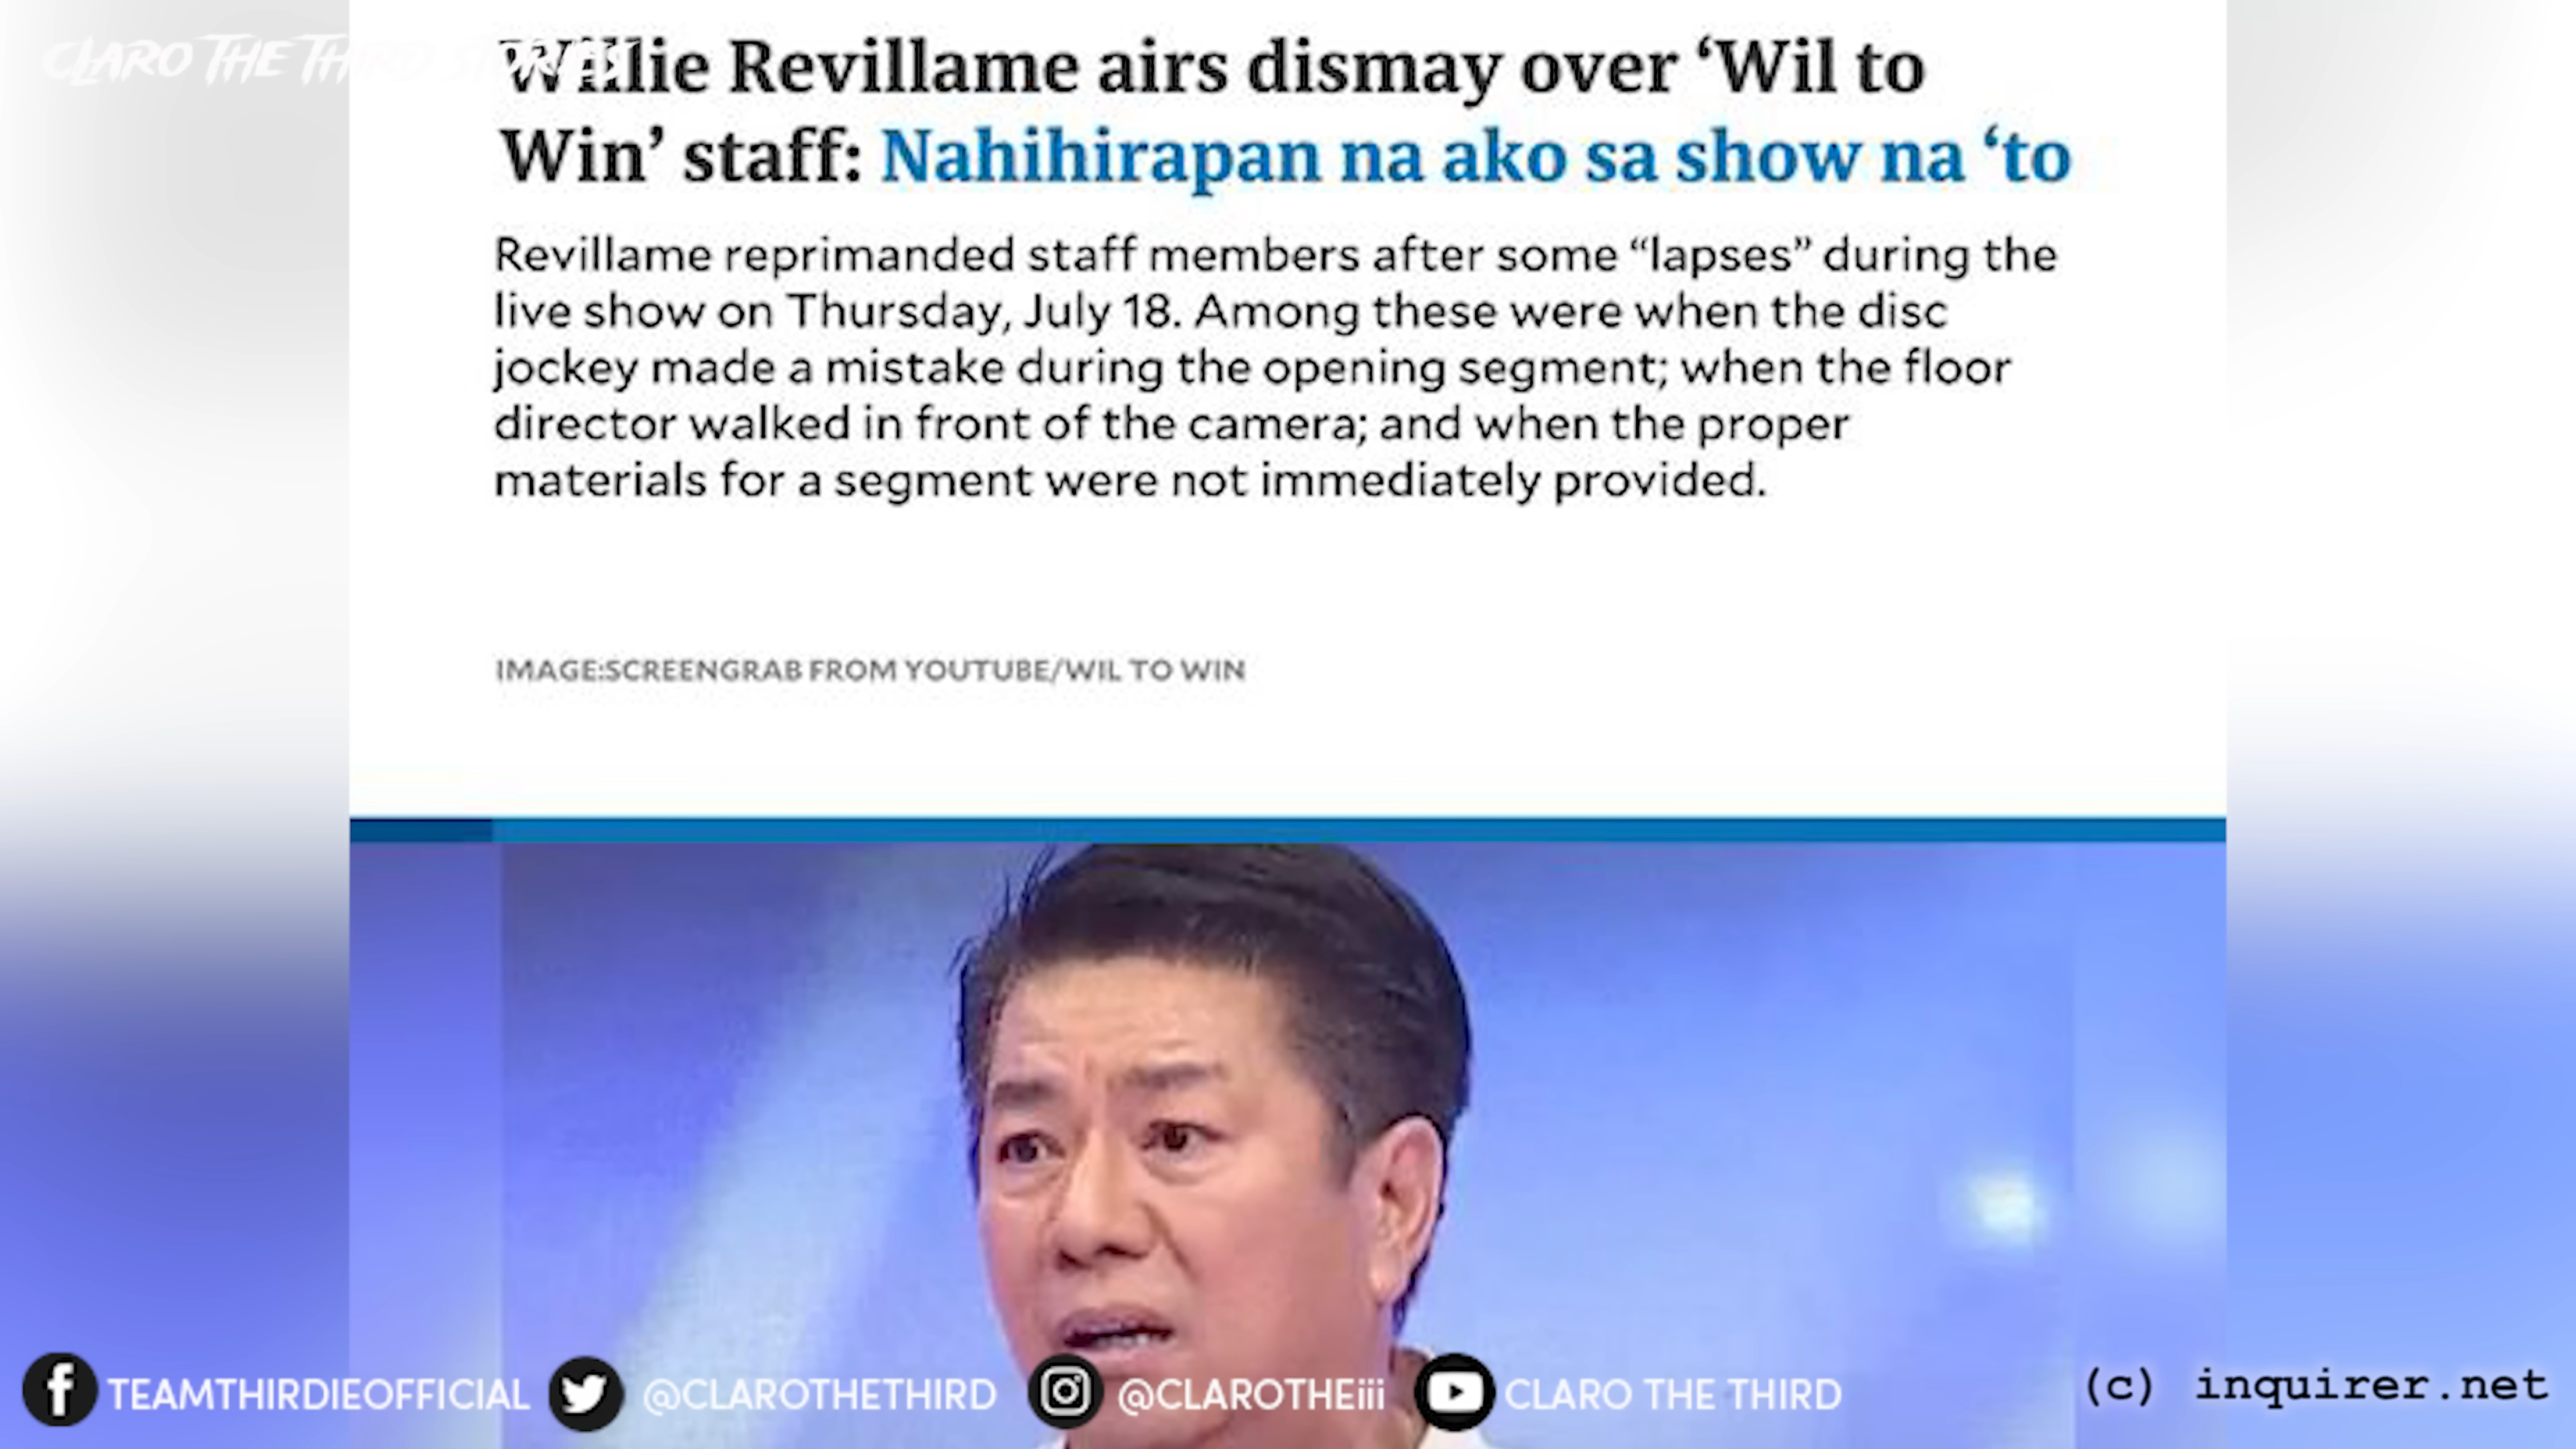 CLARO THE THIRD STORIES
Willie Revillame airs dismay over ‘Wil to
Win’ staff: Nahihirapan na ako sa show na ‘to
Revillame reprimanded staff members after some “lapses” during the
live show on Thursday, July 18. Among these were when the disc
jockey made a mistake during the opening segment; when the floor
director walked in front of the camera; and when the proper
materials for a segment were not immediately provided.
IMAGE:SCREENGRAB FROM YOUTUBE/WIL TO WIN
TEAMTHIRDIEOFFICIAL @CLAROTHETHIRD @CLAROTHEiii CLARO THE THIRD (c) inquirer.net